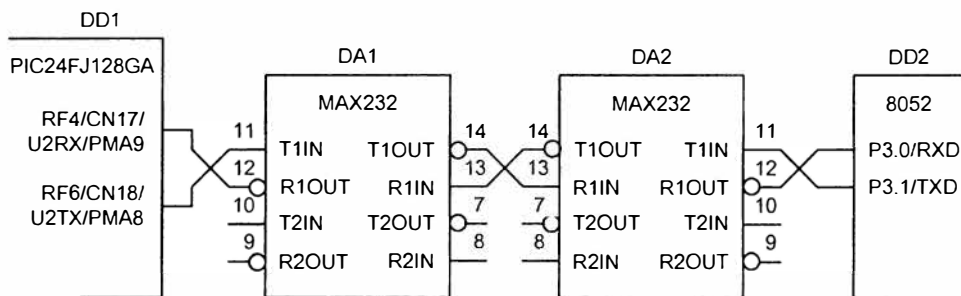 DD1
PIC24FJ128GA
RF4/CN17/
U2RX/PMA9
RF6/CN18/
U2TX/PMA8
DA1
MAX232
11 T1IN T1OUT 14
12 R1OUT R1IN 13
10 T2IN T2OUT 7
9 R2OUT R2IN 8
DA2
MAX232
14 T1OUT T1IN 11
13 R1IN R1OUT 12
7 T2OUT T2IN 10
8 R2IN R2OUT 9
DD2
8052
P3.0/RXD
P3.1/TXD